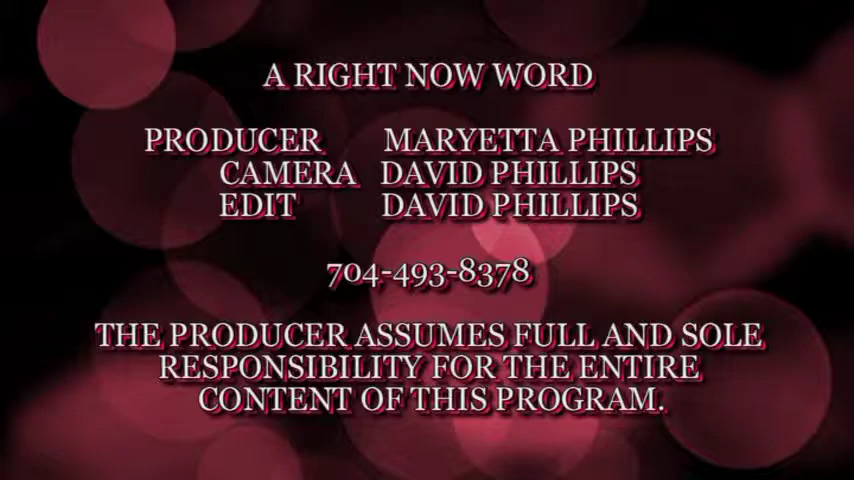 A RIGHT NOW WORD
PRODUCER MARYETTA PHILLIPS
CAMERA DAVID PHILLIPS
EDIT DAVID PHILLIPS
704-493-8378
THE PRODUCER ASSUMES FULL AND SOLE
RESPONSIBILITY FOR THE ENTIRE
CONTENT OF THIS PROGRAM.